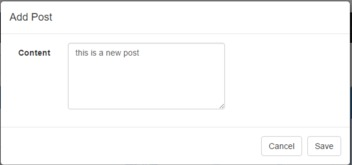 Add Post
Content
this is a new post
Cancel
Save